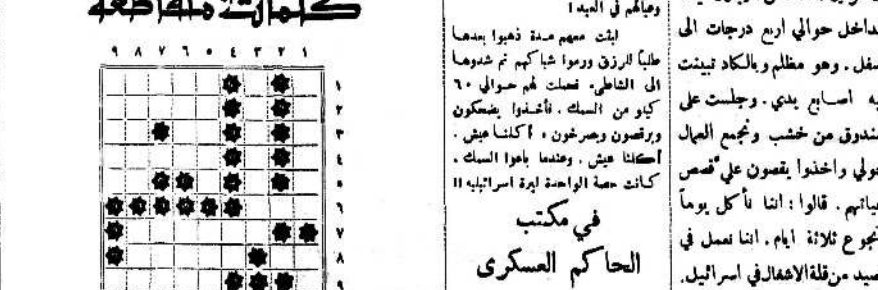 داخل حوالي اربع درجات الى
سفل . وهو مظلم وبالكاد تبينت
يه اصابع يدي . وجلست على
صندوق من خشب وتجمع العمال
حولي واخذوا يقصون علي قصص
حياتهم . قالوا : اننا نأكل يوماً
نجوع ثلاثة ايام . اننا نعمل في
صيد من قلة الاشغال في اسرائيل .
وعيالهم في العيد !
لبثت معهم مدة ذهبوا بعدها
طلباً للرزق ورموا شباكهم ثم شدوها
الى الشاطىء . فحملت لهم حوالي ٦٠
كيلو من السمك . فأخذوا يضحكون
ويرقصون ويصرخون ، أكلنا عيش .
أكلنا عيش . وعندما باعوا السمك .
كانت حصة الواحدة ليرة اسرائيليه !!
في مكتب
الحاكم العسكرى
كلمات متقاطعة
٩ ٨ ٧ ٦ ٥ ٤ ٣ ٢ ١
١
٢
٣
٤
٥
٦
٧
٨
٩